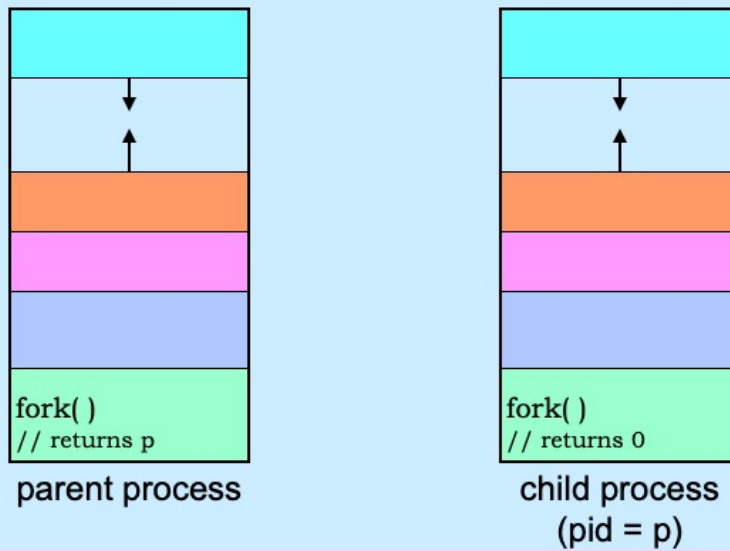 fork( )
// returns p
parent process
fork( )
// returns 0
child process
(pid = p)